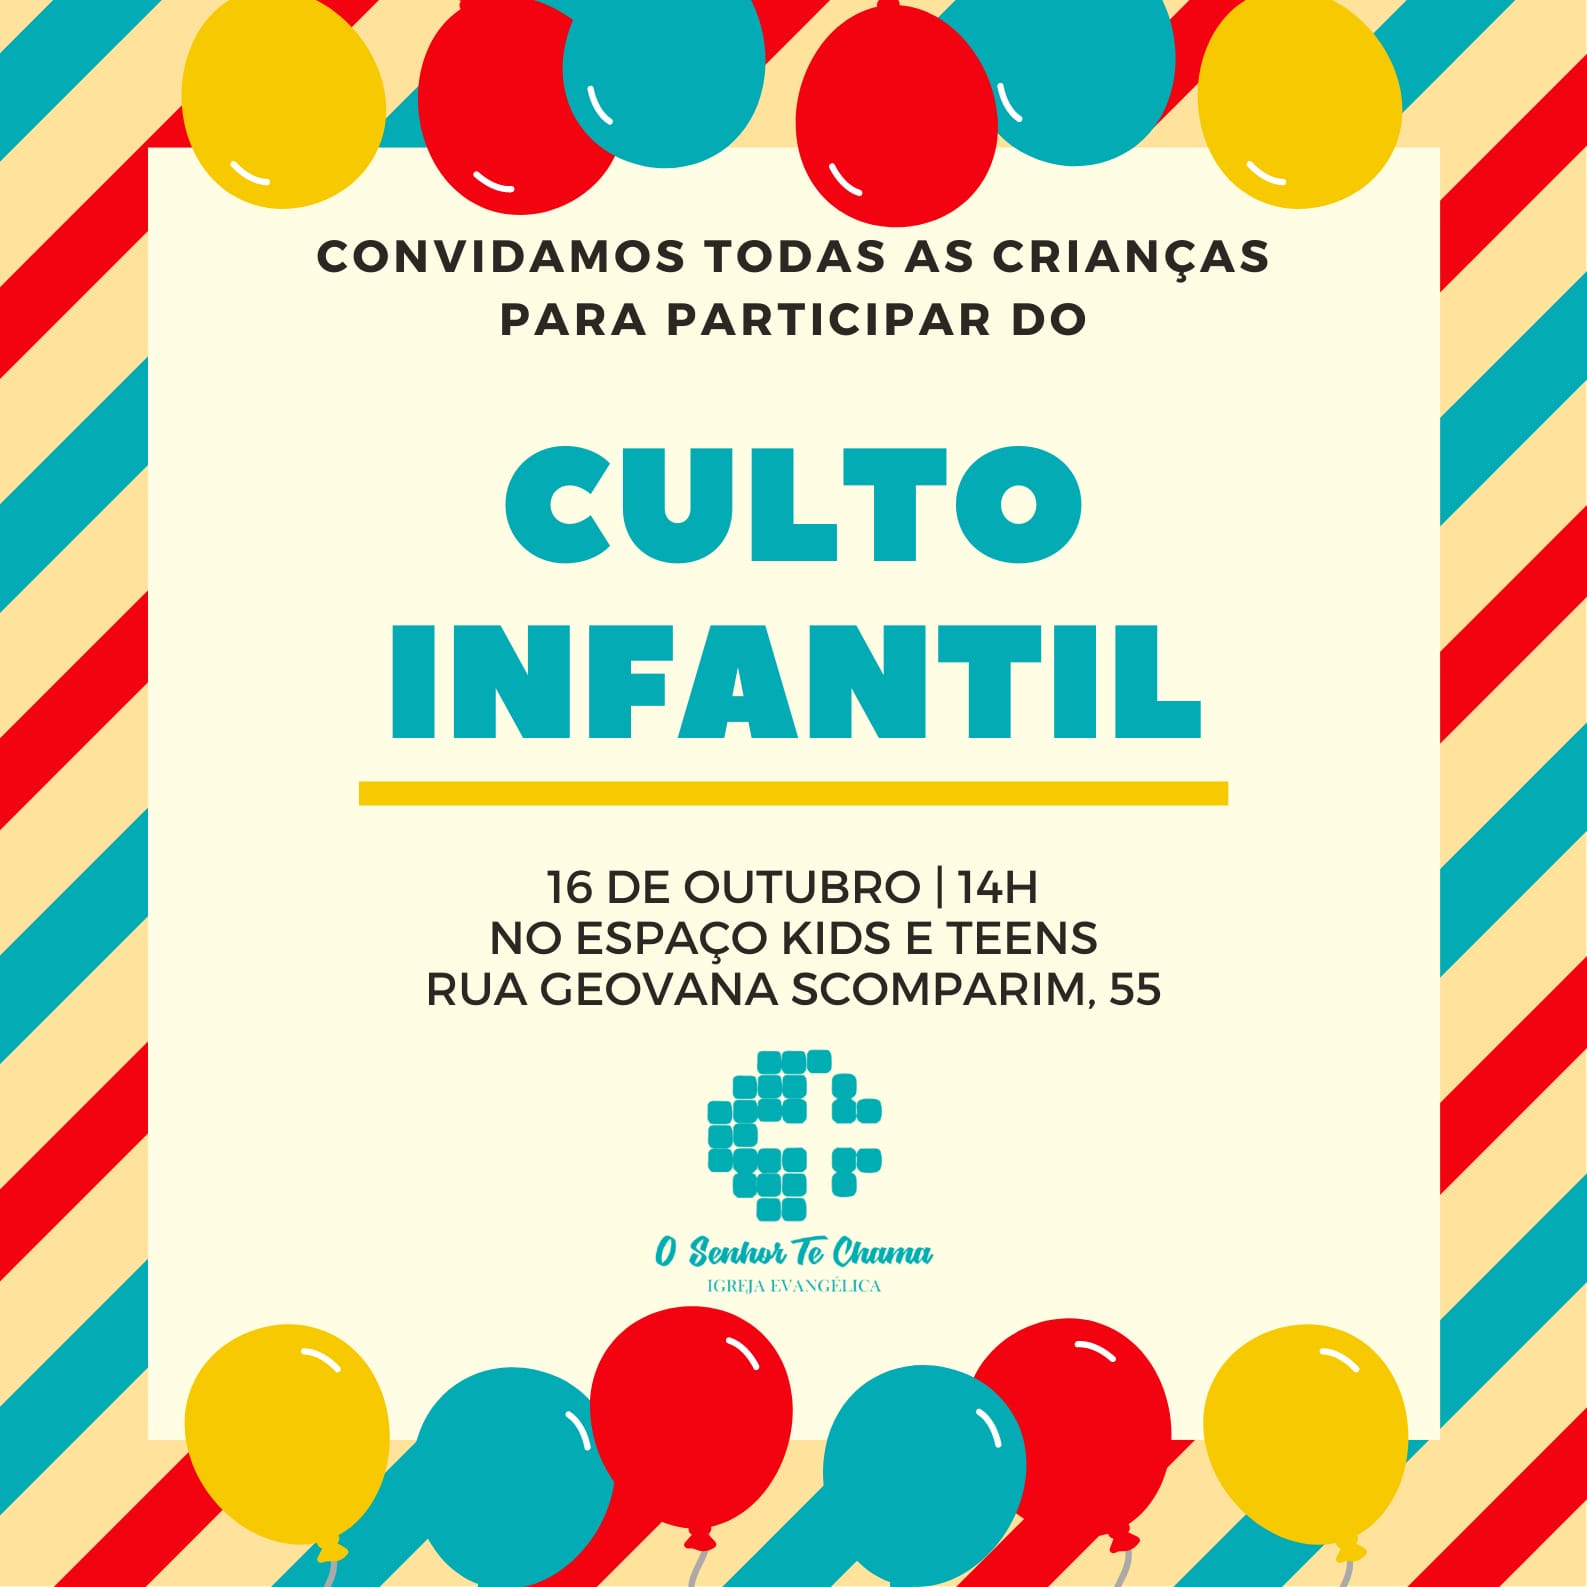 CONVIDAMOS TODAS AS CRIANÇAS
PARA PARTICIPAR DO
CULTO
INFANTIL
16 DE OUTUBRO | 14H
NO ESPAÇO KIDS E TEENS
RUA GEOVANA SCOMPARIM, 55
O Senhor Te Chama
IGREJA EVANGÉLICA